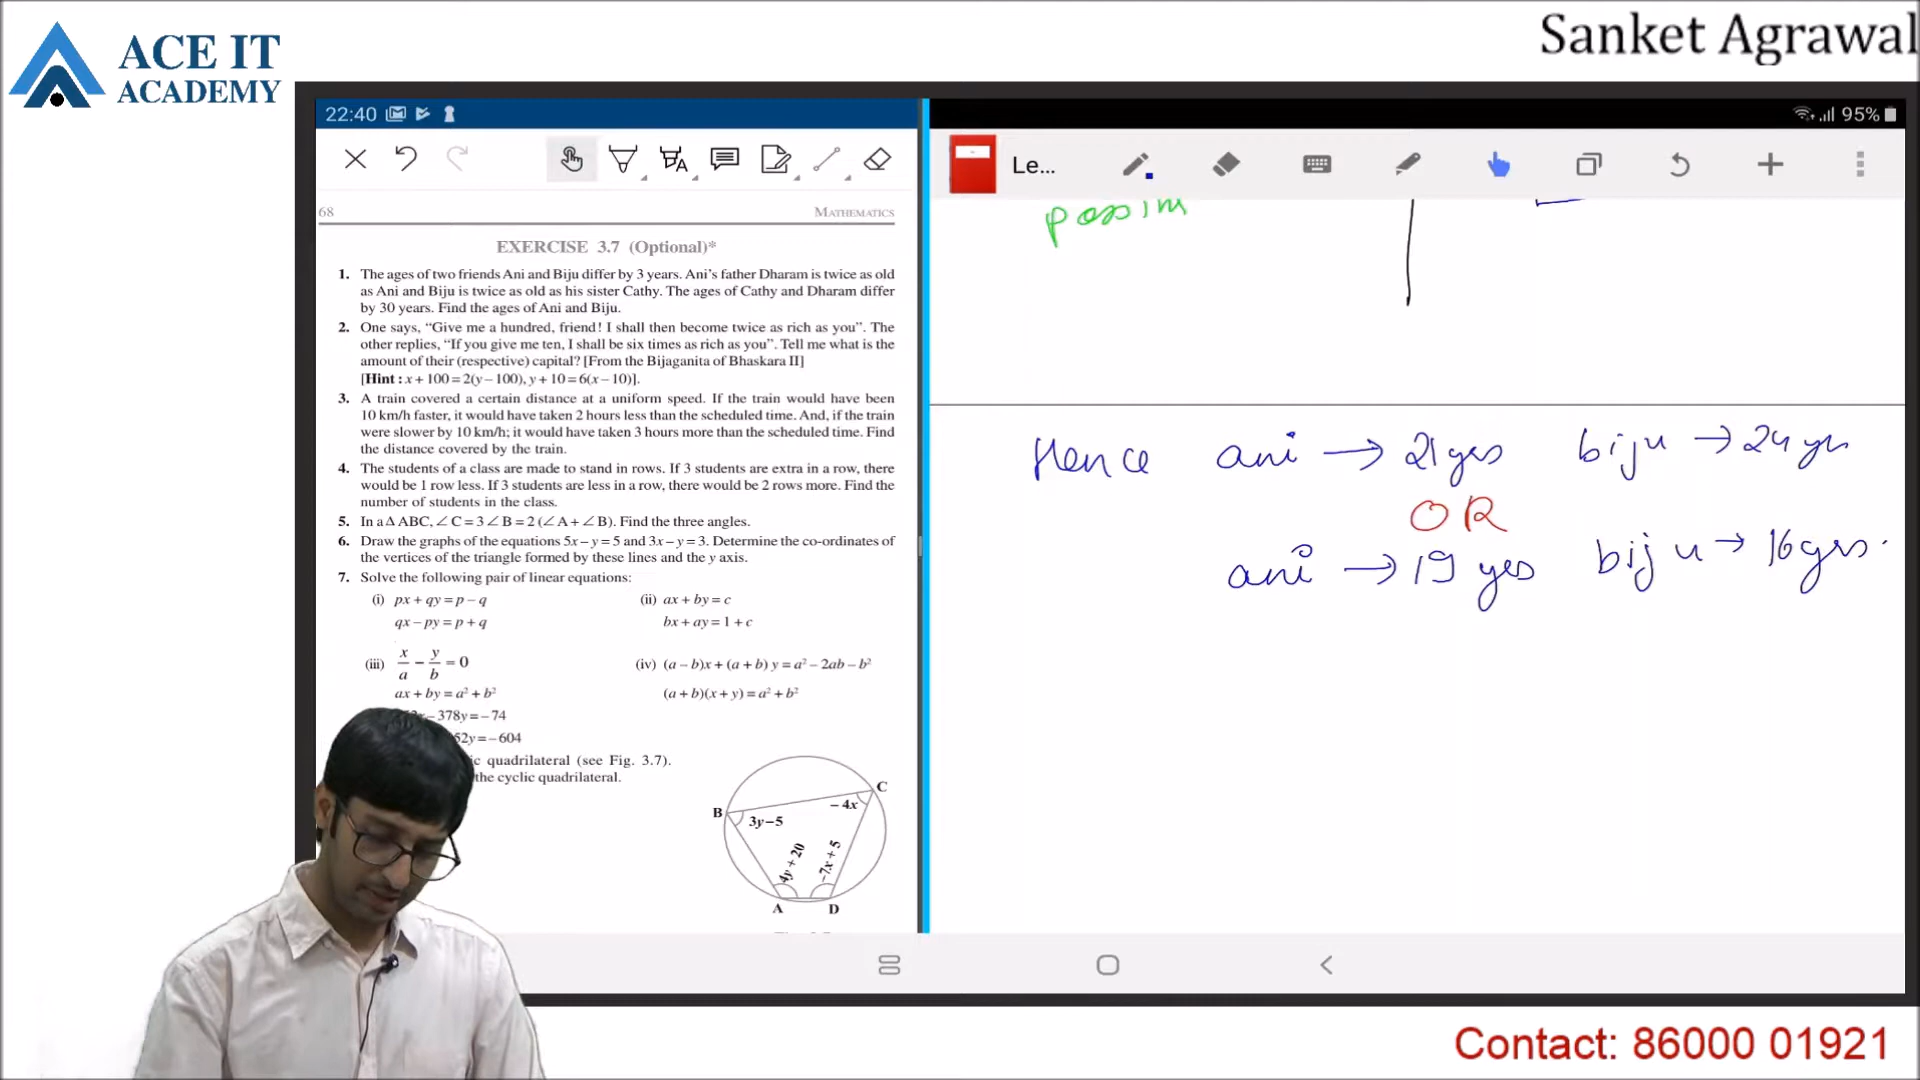 ACE IT
ACADEMY
Sanket Agrawal
22:40
95%
Le...
68
MATHEMATICS
EXERCISE 3.7 (Optional)*
1. The ages of two friends Ani and Biju differ by 3 years. Ani's father Dharam is twice as old
as Ani and Biju is twice as old as his sister Cathy. The ages of Cathy and Dharam differ
by 30 years. Find the ages of Ani and Biju.
2. One says, “Give me a hundred, friend! I shall then become twice as rich as you”. The
other replies, “If you give me ten, I shall be six times as rich as you”. Tell me what is the
amount of their (respective) capital? [From the Bijaganita of Bhaskara II]
[Hint : x + 100 = 2(y – 100), y + 10 = 6(x – 10)].
3. A train covered a certain distance at a uniform speed. If the train would have been
10 km/h faster, it would have taken 2 hours less than the scheduled time. And, if the train
were slower by 10 km/h; it would have taken 3 hours more than the scheduled time. Find
the distance covered by the train.
4. The students of a class are made to stand in rows. If 3 students are extra in a row, there
would be 1 row less. If 3 students are less in a row, there would be 2 rows more. Find the
number of students in the class.
5. In a Δ ABC, ∠ C = 3 ∠ B = 2 (∠ A + ∠ B). Find the three angles.
6. Draw the graphs of the equations 5x – y = 5 and 3x – y = 3. Determine the co-ordinates of
the vertices of the triangle formed by these lines and the y axis.
7. Solve the following pair of linear equations:
(i) px + qy = p – q
qx – py = p + q
(ii) ax + by = c
bx + ay = 1 + c
(iii) x/a – y/b = 0
ax + by = a² + b²
(iv) (a – b)x + (a + b) y = a² – 2ab – b²
(a + b)(x + y) = a² + b²
– 378y = – 74
52y = – 604
ic quadrilateral (see Fig. 3.7).
the cyclic quadrilateral.
B
C
A
D
3y – 5
– 4x
4y + 20
– 7x + 5
Hence ani → 21 yrs biju → 24 yrs
OR
ani → 19 yrs biju → 16 yrs.
Contact: 86000 01921